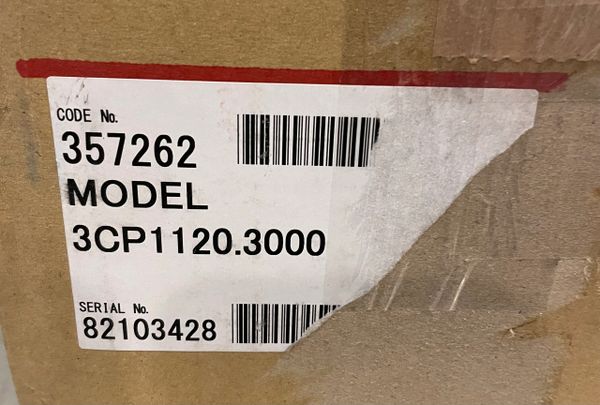 CODE No.
357262
MODEL
3CP1120.3000
SERIAL No.
82103428